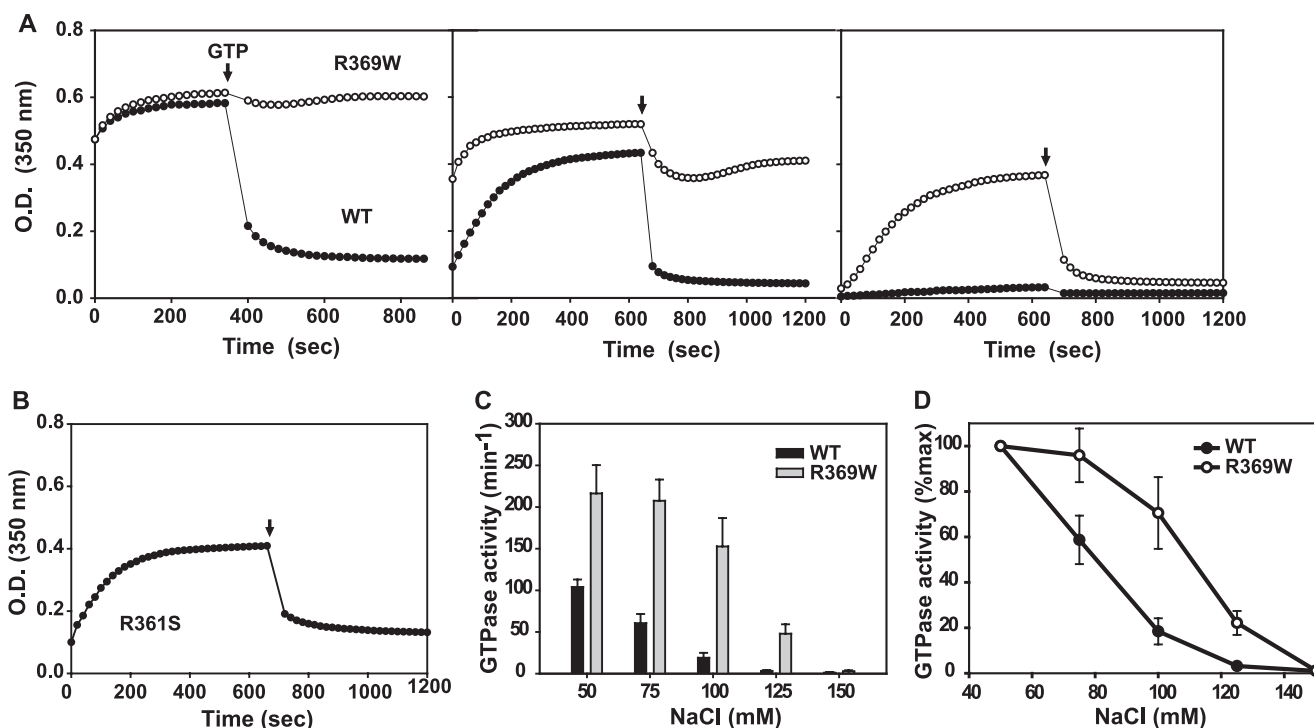 A
O.D. (350 nm)
0.8
0.6
0.4
0.2
0.0
GTP
R369W
WT
0 200 400 600 800
0 200 400 600 800 1000 1200
0 200 400 600 800 1000 1200
Time (sec)
Time (sec)
Time (sec)
B
O.D. (350 nm)
0.8
0.6
0.4
0.2
0.0
R361S
0 200 400 600 800 1000 1200
Time (sec)
C
GTPase activity (min-1)
300
250
200
150
100
50
0
WT
R369W
50 75 100 125 150
NaCl (mM)
D
GTPase activity (%max)
100
80
60
40
20
0
WT
R369W
40 60 80 100 120 140
NaCl (mM)